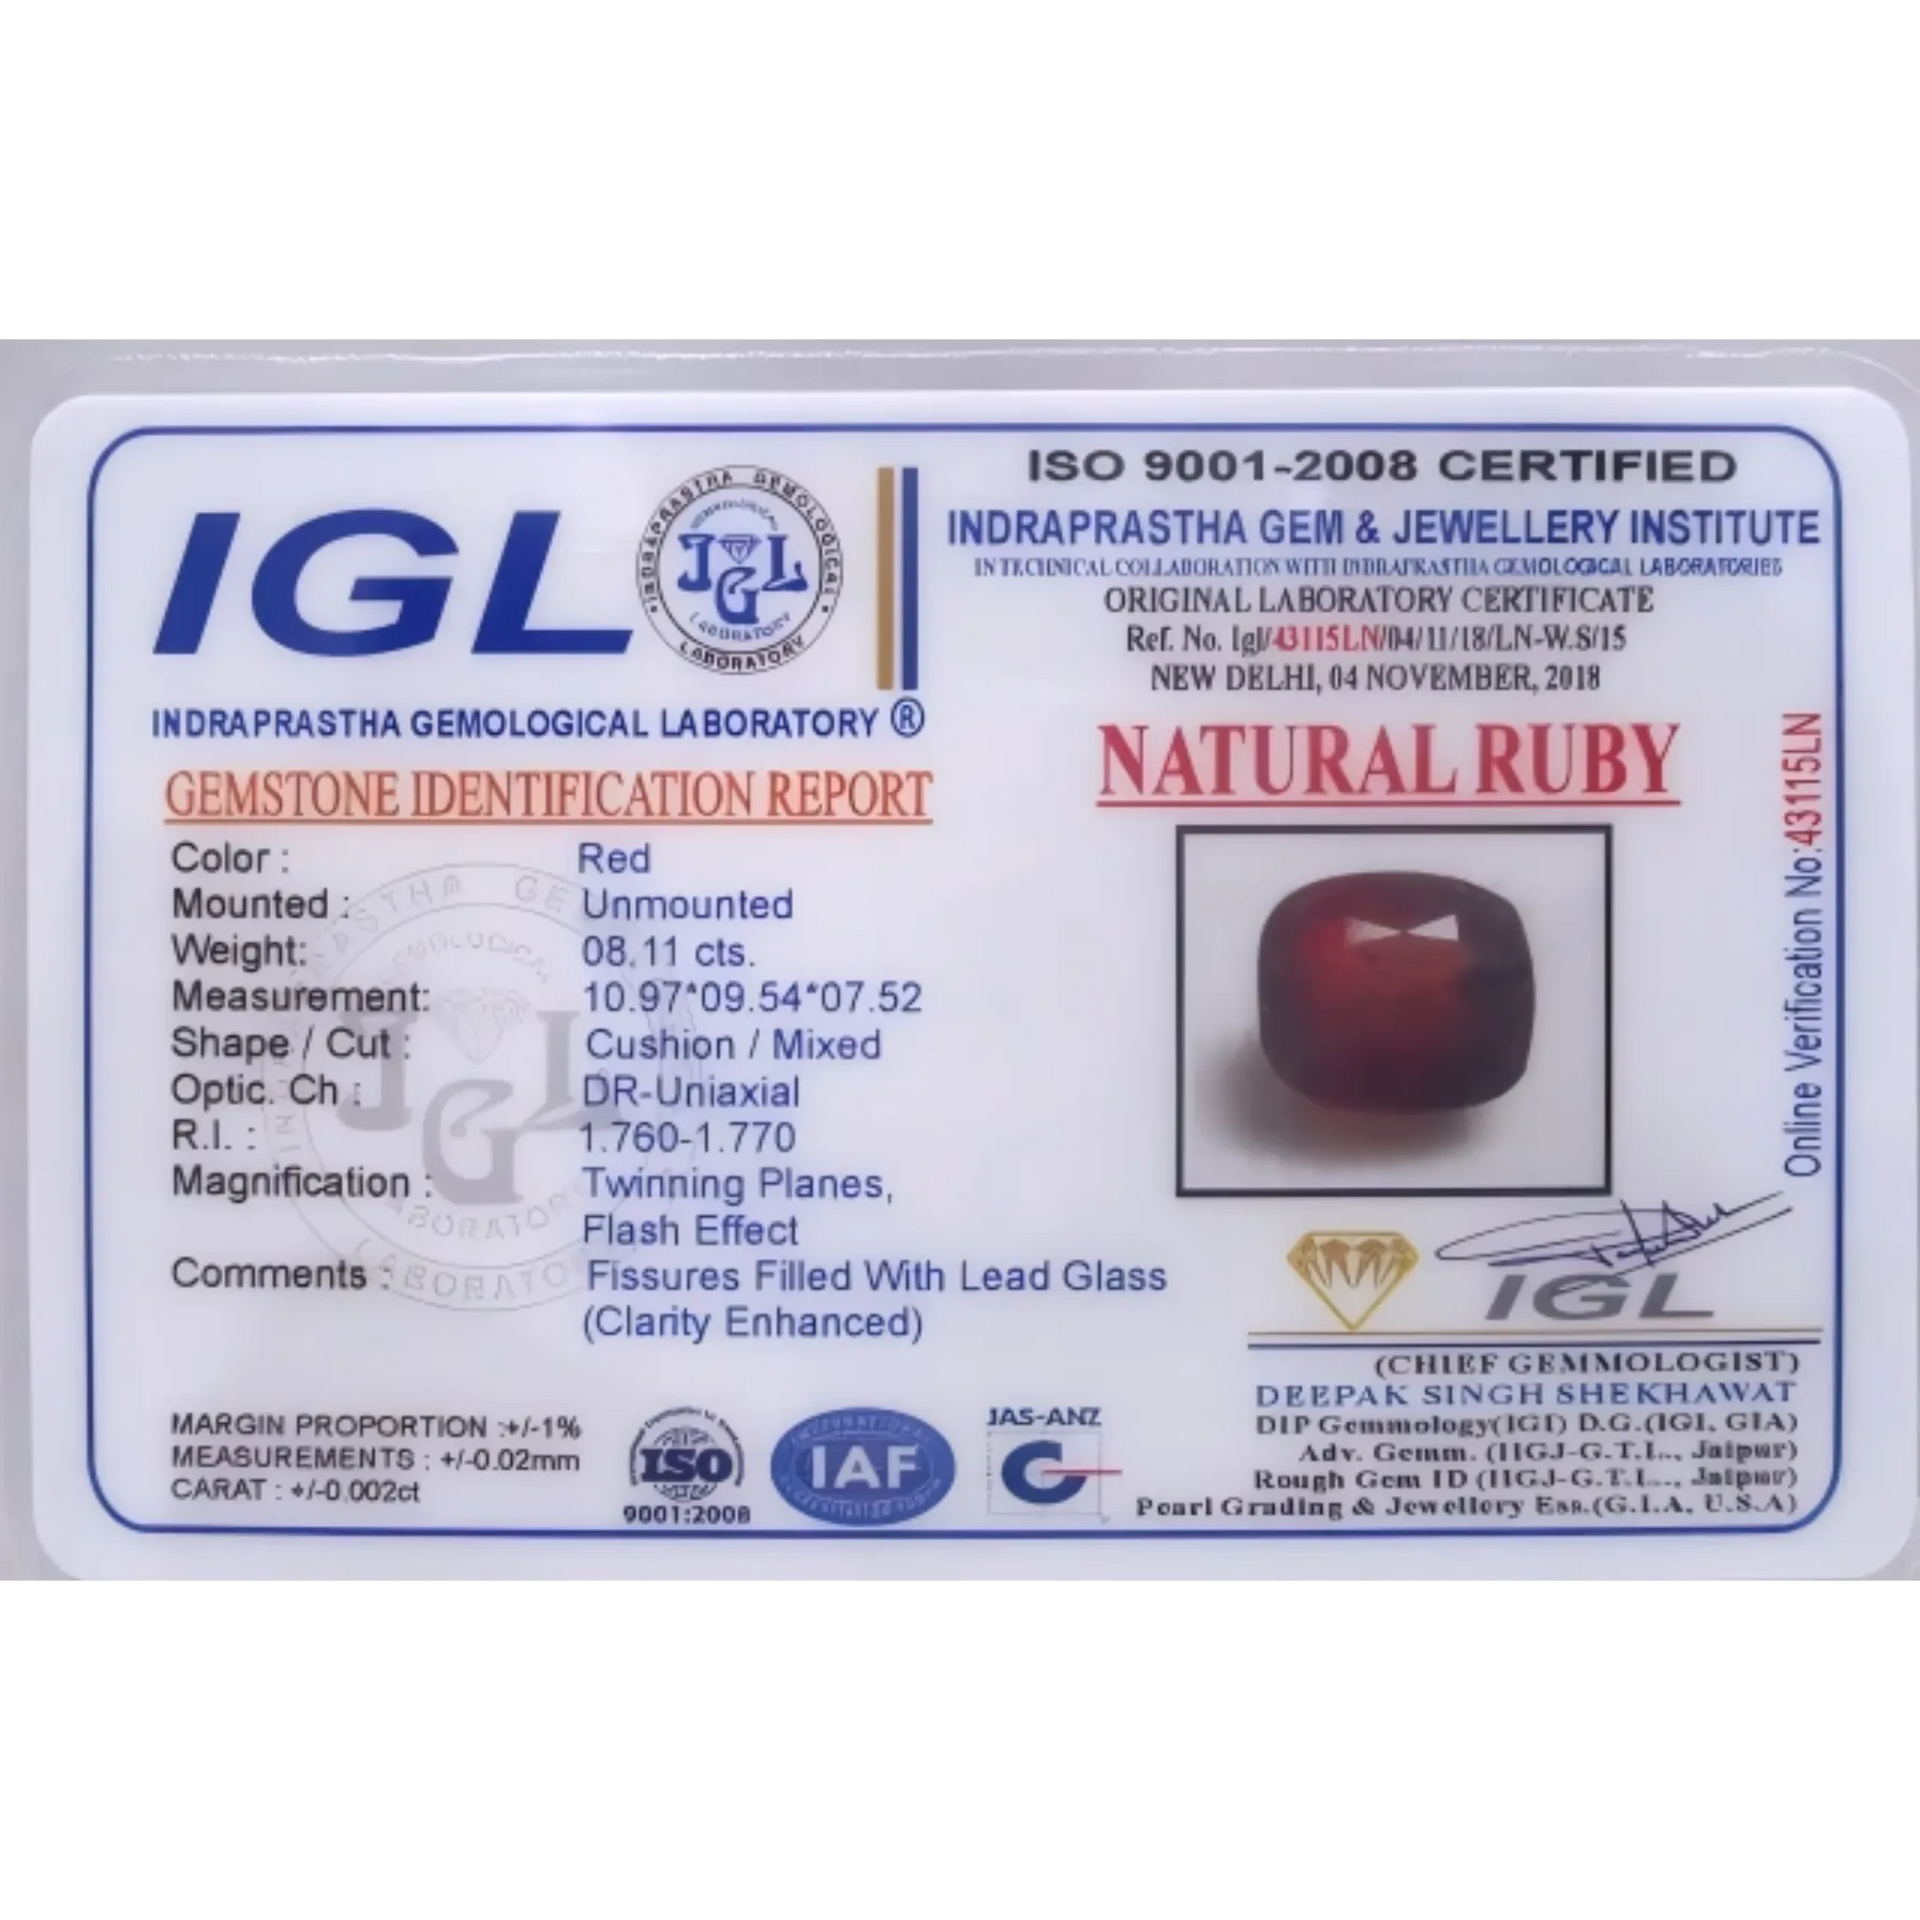 IGL
INDRAPRASTHA GEMOLOGICAL
GEMOLOGICAL
IGL
LABORATORY
LABORATORY
INDRAPRASTHA GEMOLOGICAL LABORATORY ®
GEMSTONE IDENTIFICATION REPORT
Color : Red
Mounted : Unmounted
Weight: 08.11 cts.
Measurement: 10.97*09.54*07.52
Shape / Cut : Cushion / Mixed
Optic. Ch : DR-Uniaxial
R.I. : 1.760-1.770
Magnification : Twinning Planes,
Flash Effect
Comments : Fissures Filled With Lead Glass
(Clarity Enhanced)
MARGIN PROPORTION :+/-1%
MEASUREMENTS : +/-0.02mm
CARAT : +/-0.002ct
ISO
9001:2008
IAF
JAS-ANZ
ISO 9001-2008 CERTIFIED
INDRAPRASTHA GEM & JEWELLERY INSTITUTE
IN TECHNICAL COLLABORATION WITH INDRAPRASTHA GEMOLOGICAL LABORATORIES
ORIGINAL LABORATORY CERTIFICATE
Ref. No. Igl/43115LN/04/11/18/LN-W.S/15
NEW DELHI, 04 NOVEMBER, 2018
NATURAL RUBY
Online Verification No:43115LN
IGL
(CHIEF GEMMOLOGIST)
DEEPAK SINGH SHEKHAWAT
DIP Gemmology(IGI) D.G.(IGI, GIA)
Adv. Gemm. (IIGJ-G.T.L., Jaipur)
Rough Gem ID (IIGJ-G.T.L.., Jaipur)
Pearl Grading & Jewellery Ess.(G.I.A, U.S.A)